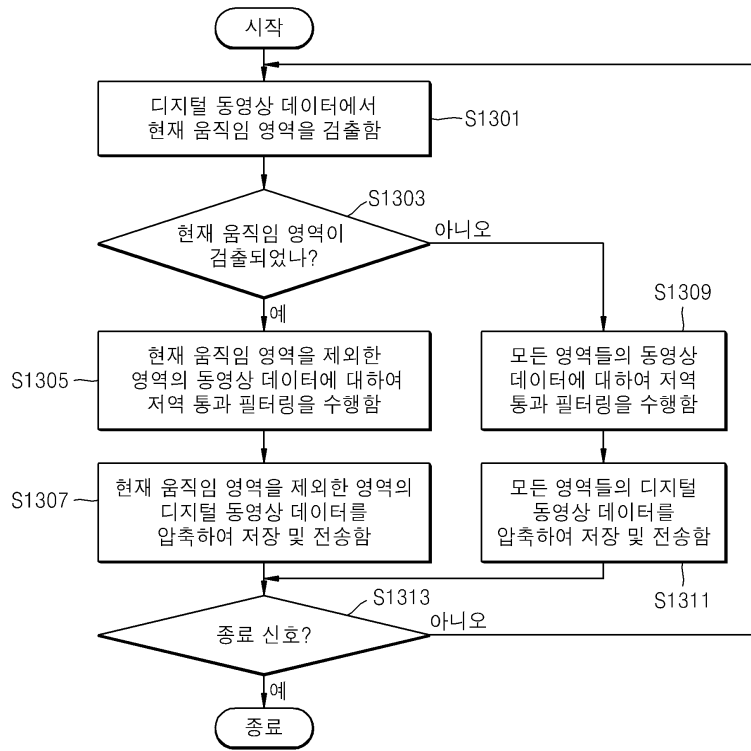 시작
디지털 동영상 데이터에서
현재 움직임 영역을 검출함
S1301
S1303
현재 움직임 영역이
검출되었나?
아니오
예
S1305
현재 움직임 영역을 제외한
영역의 동영상 데이터에 대하여
저역 통과 필터링을 수행함
S1309
모든 영역들의 동영상
데이터에 대하여 저역
통과 필터링을 수행함
S1307
현재 움직임 영역을 제외한 영역의
디지털 동영상 데이터를
압축하여 저장 및 전송함
모든 영역들의 디지털
동영상 데이터를
압축하여 저장 및 전송함
S1311
S1313
종료 신호?
아니오
예
종료